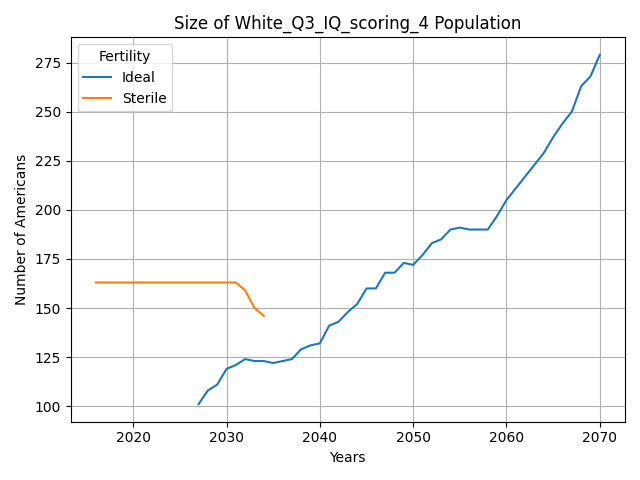 Size of White_Q3_IQ_scoring_4 Population
Fertility
Ideal
Sterile
Number of Americans
275
250
225
200
175
150
125
100
2020 2030 2040 2050 2060 2070
Years